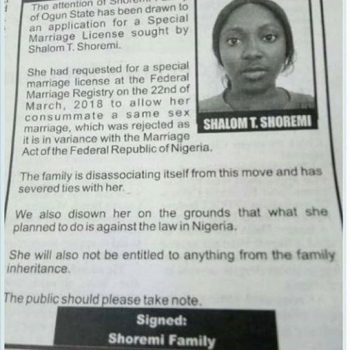 The attention of Shoremi Family
of Ogun State has been drawn to
an application for a Special
Marriage License sought by
Shalom T. Shoremi.
She had requested for a special
marriage license at the Federal
Marriage Registry on the 22nd of
March, 2018 to allow her
consummate a same sex
marriage, which was rejected as
it is in variance with the Marriage
Act of the Federal Republic of Nigeria.
SHALOM T. SHOREMI
The family is disassociating itself from this move and has
severed ties with her.
We also disown her on the grounds that what she
planned to do is against the law in Nigeria.
She will also not be entitled to anything from the family
inheritance.
The public should please take note.
Signed:
Shoremi Family